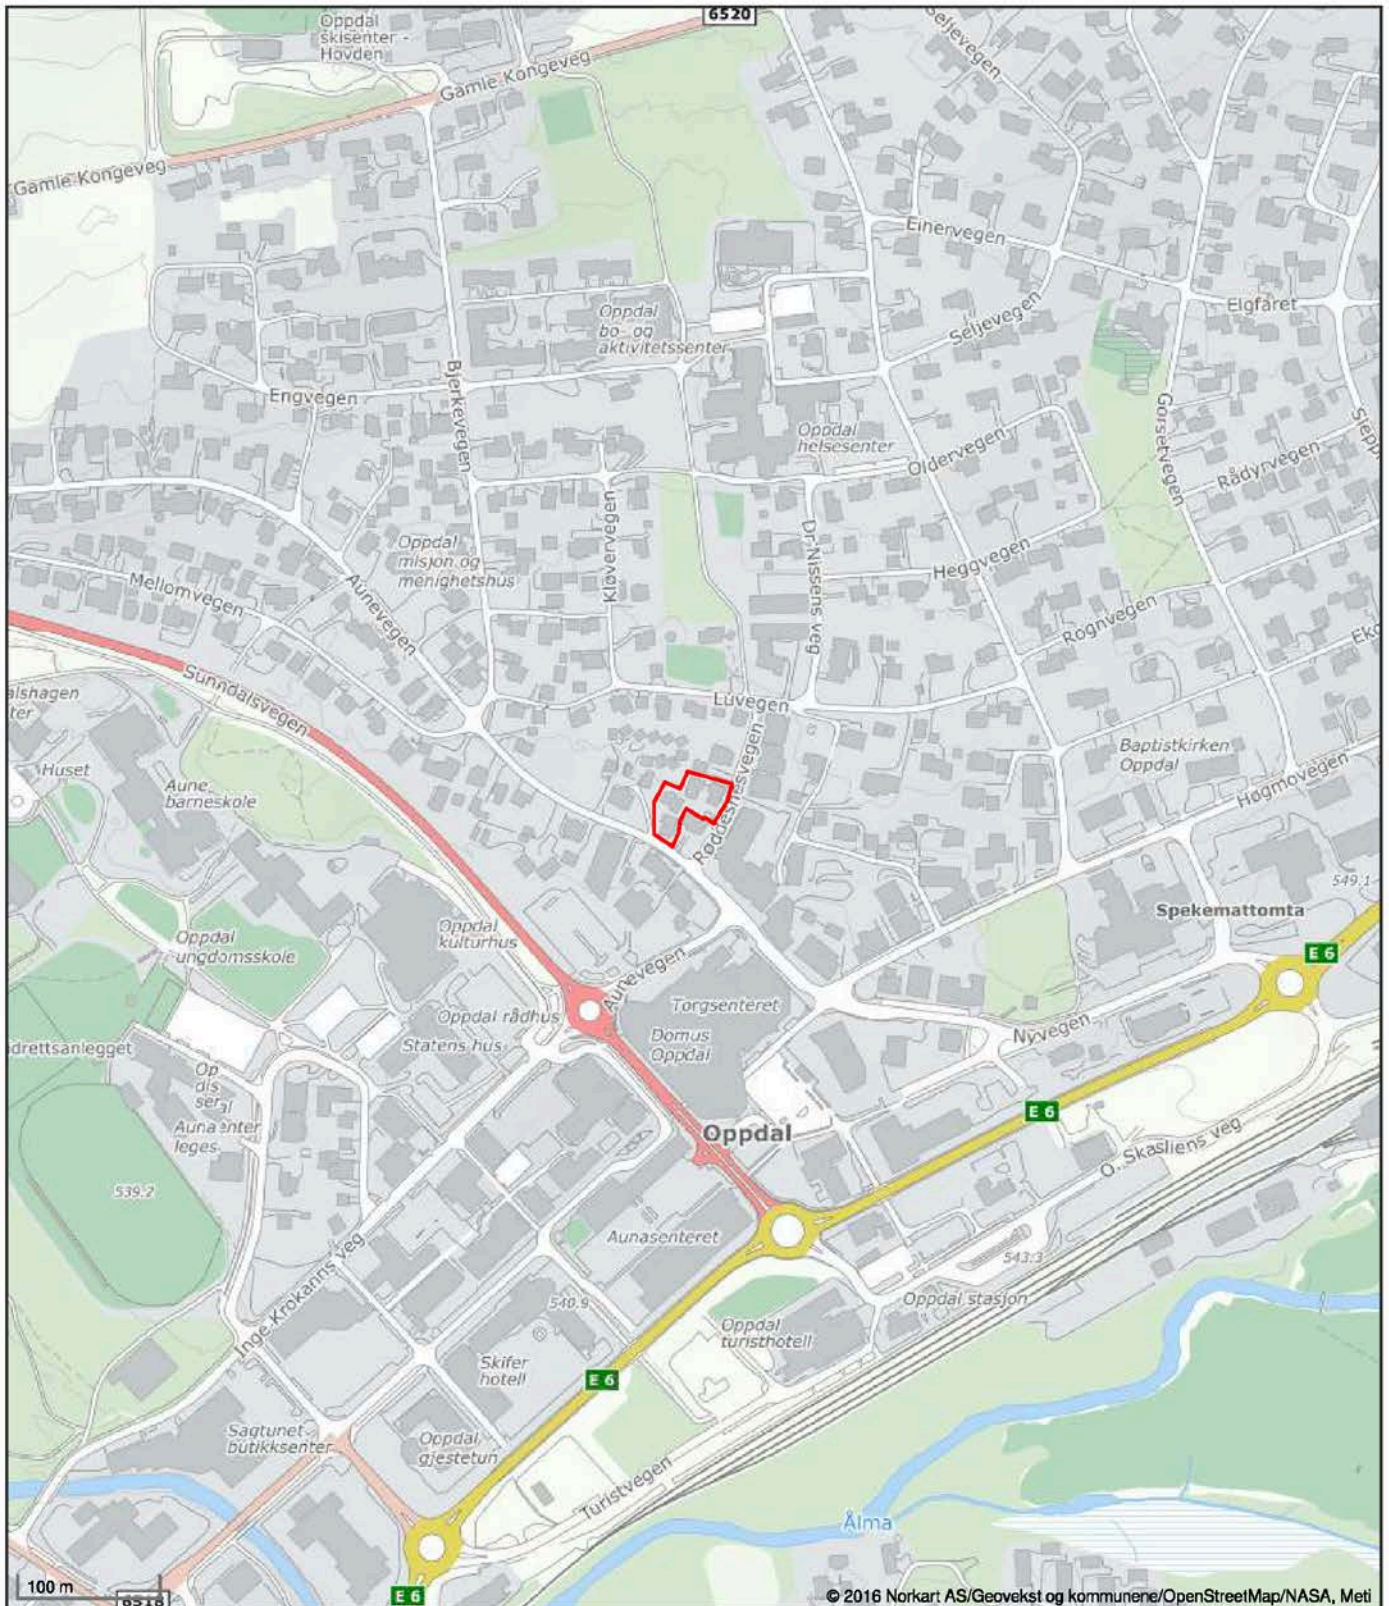 6520
Oppdal
skisenter -
Hovden
Gamle Kongeveg
Seljevegen
Gamle Kongeveg
Einervegen
Elgfaret
Oppdal
bo- og
aktivitetssenter
Seljevegen
Bjerkevegen
Engvegen
Gorsetvegen
Oppdal
helsesenter
Oldervegen
Rådyrvegen
Kløvervegen
Dr Nissens veg
Oppdal
misjon og
menighetshus
Heggvegen
Mellomvegen
Aunevegen
Rognvegen
Sunndalsvegen
Luvegen
Baptistkirken
Oppdal
Huset
Aune
barneskole
Høgmovegen
Røddesnesvegen
549.1
Spekemattomta
Oppdal
kulturhus
E 6
Oppdal
ungdomsskole
Aunevegen
Torgsenteret
Oppdal rådhus
Domus
Oppdal
Statens hus
Nyvegen
drettsanlegget
E 6
Oppdal
O. Skasliens veg
539.2
Aunasenteret
Inge Krokanns veg
543.3
540.9
Oppdal stasjon
Oppdal
turisthotell
Skifer
hotell
E 6
Sagtunet
butikksenter
Oppdal
gjestetun
Turistvegen
Ålma
100 m
6518
E 6
© 2016 Norkart AS/Geovekst og kommunene/OpenStreetMap/NASA, Meti